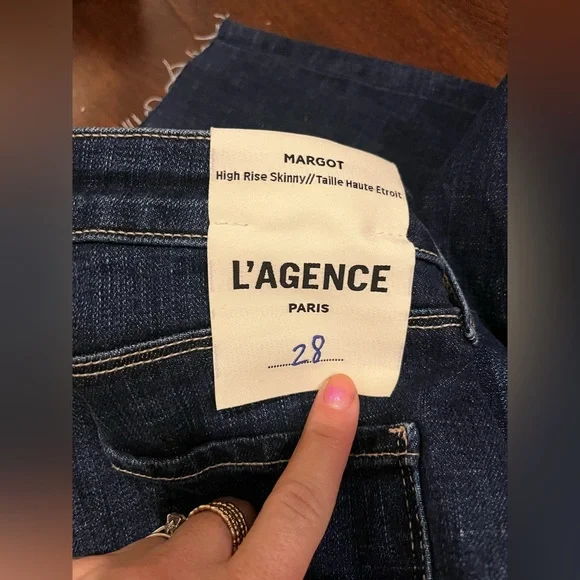 MARGOT
High Rise Skinny//Taille Haute Etroit
L'AGENCE
PARIS
28